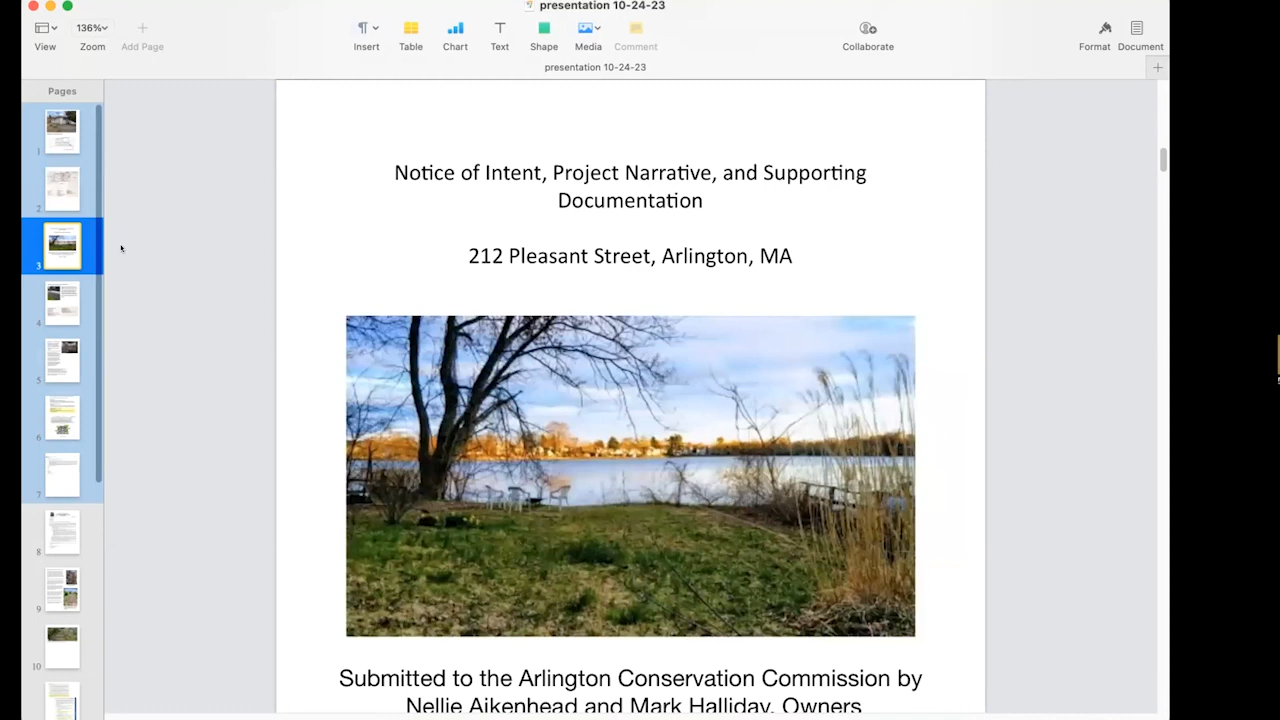 presentation 10-24-23
136%
View
Zoom
Add Page
Insert
Table
Chart
Text
Shape
Media
Comment
Collaborate
Format
Document
presentation 10-24-23
Pages
1
2
3
4
5
6
7
8
9
10
Notice of Intent, Project Narrative, and Supporting
Documentation
212 Pleasant Street, Arlington, MA
Submitted to the Arlington Conservation Commission by
Nellie Aikenhead and Mark Halliday, Owners